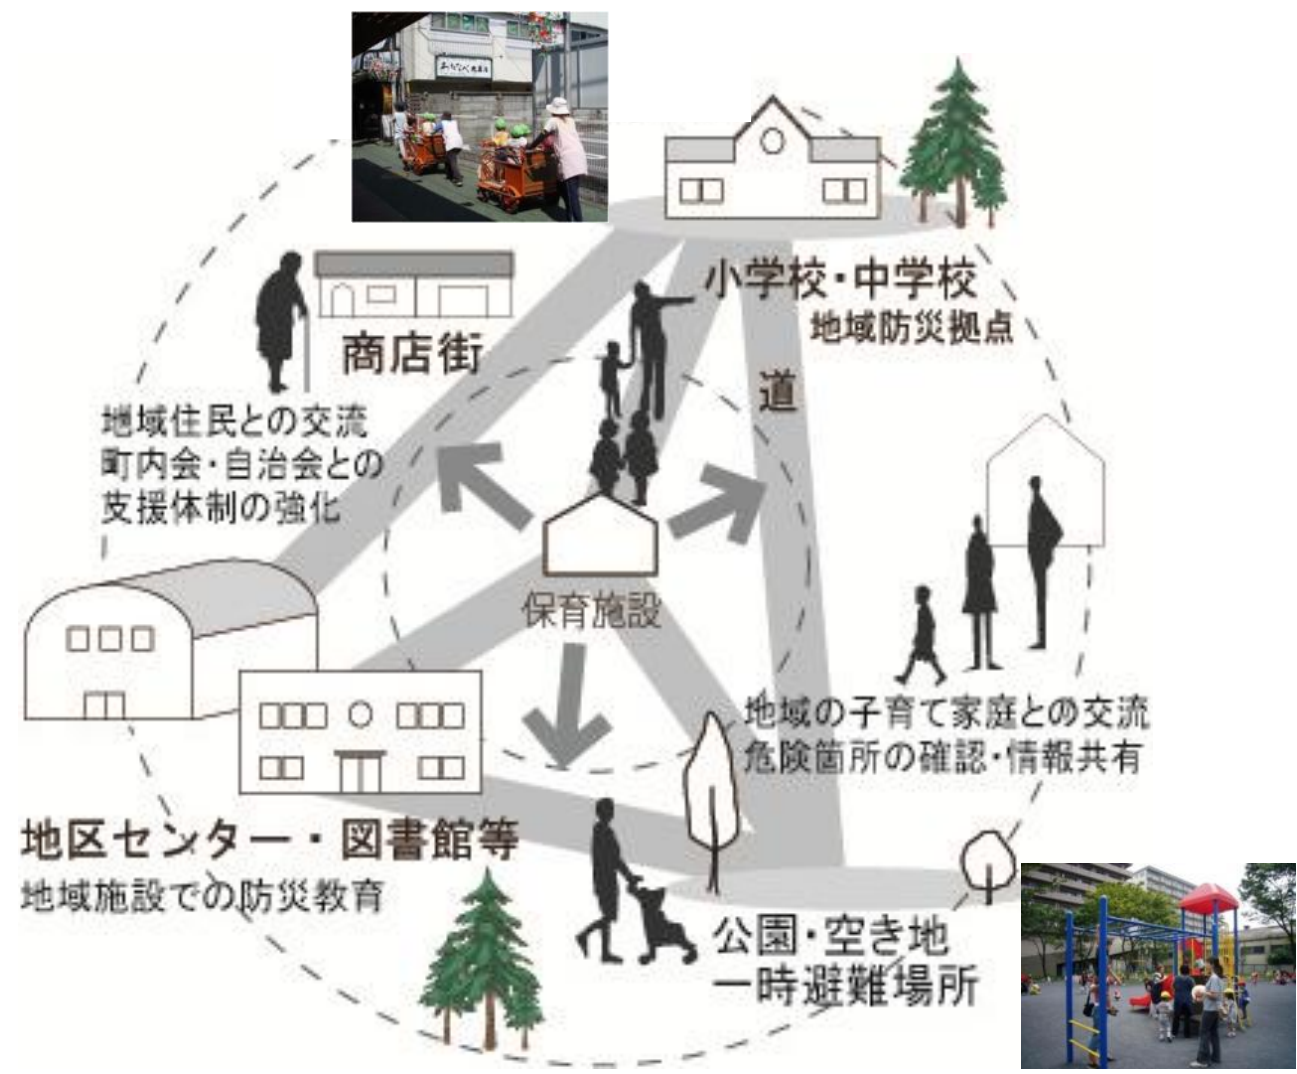 小学校・中学校
地域防災拠点
商店街
道
地域住民との交流
町内会・自治会との
支援体制の強化
保育施設
地域の子育て家庭との交流
危険箇所の確認・情報共有
地区センター・図書館等
地域施設での防災教育
公園・空き地
一時避難場所